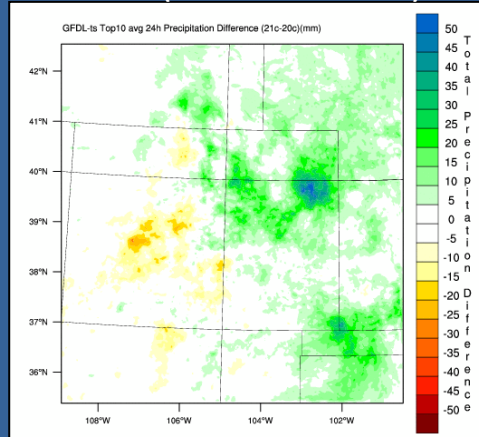 GFDL-ts Top10 avg 24h Precipitation Difference (21c-20c)(mm)
42°N
41°N
40°N
39°N
38°N
37°N
36°N
108°W
106°W
104°W
102°W
50
45
40
35
30
25
20
15
10
5
0
-5
-10
-15
-20
-25
-30
-35
-40
-45
-50
Total Precipitation Difference